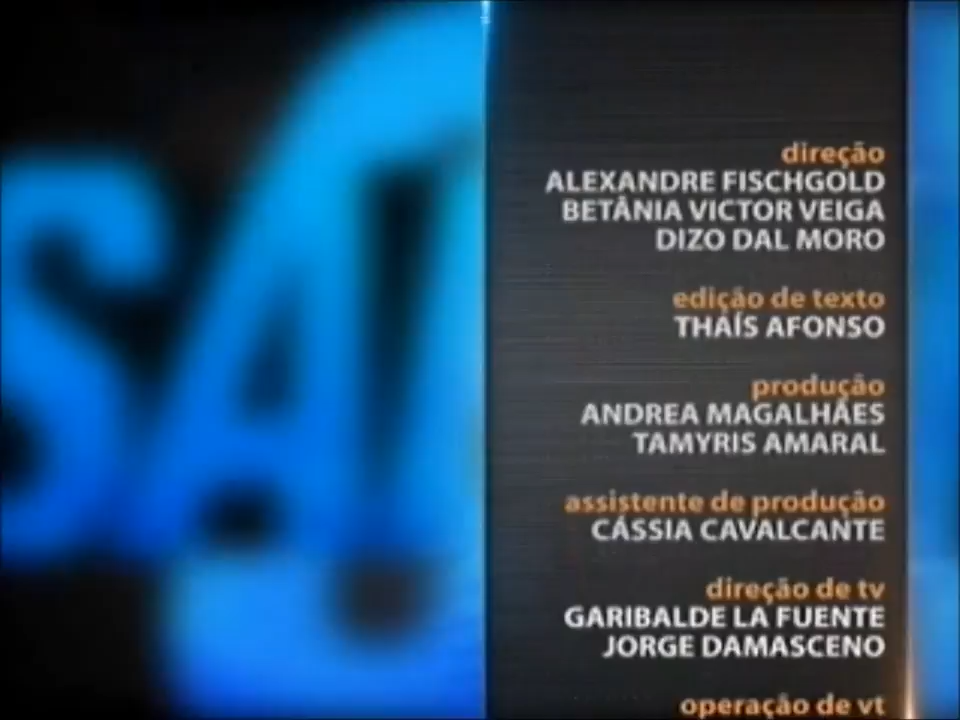 SA!
direção
ALEXANDRE FISCHGOLD
BETÂNIA VICTOR VEIGA
DIZO DAL MORO
edição de texto
THAÍS AFONSO
produção
ANDREA MAGALHÃES
TAMYRIS AMARAL
assistente de produção
CÁSSIA CAVALCANTE
direção de tv
GARIBALDE LA FUENTE
JORGE DAMASCENO
operação de vt